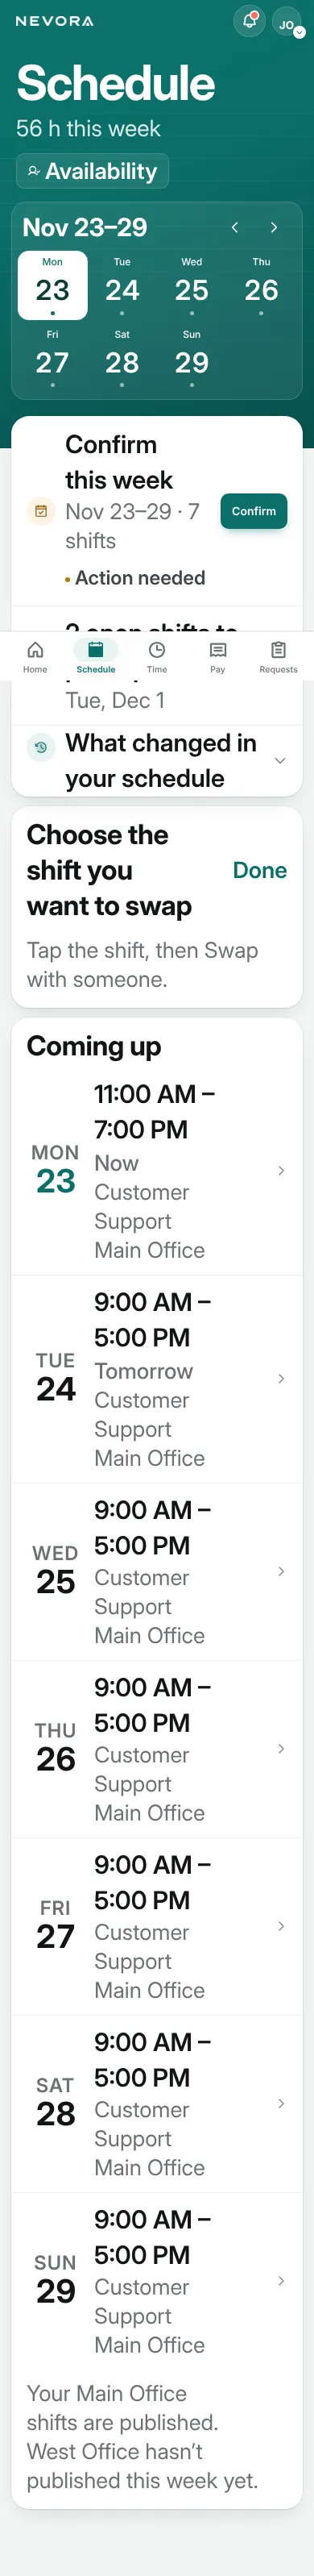 NEVORA
JO
Schedule
56 h this week
Availability
Nov 23–29
Mon Tue Wed Thu
23 24 25 26
Fri Sat Sun
27 28 29
Confirm
this week
Nov 23–29 · 7
shifts
Confirm
Action needed
2 open shifts to
Home Schedule Time Pay Requests
Tue, Dec 1
What changed in
your schedule
Choose the
shift you
want to swap
Done
Tap the shift, then Swap
with someone.
Coming up
MON
23
11:00 AM –
7:00 PM
Now
Customer
Support
Main Office
TUE
24
9:00 AM –
5:00 PM
Tomorrow
Customer
Support
Main Office
WED
25
9:00 AM –
5:00 PM
Customer
Support
Main Office
THU
26
9:00 AM –
5:00 PM
Customer
Support
Main Office
FRI
27
9:00 AM –
5:00 PM
Customer
Support
Main Office
SAT
28
9:00 AM –
5:00 PM
Customer
Support
Main Office
SUN
29
9:00 AM –
5:00 PM
Customer
Support
Main Office
Your Main Office
shifts are published.
West Office hasn’t
published this week yet.